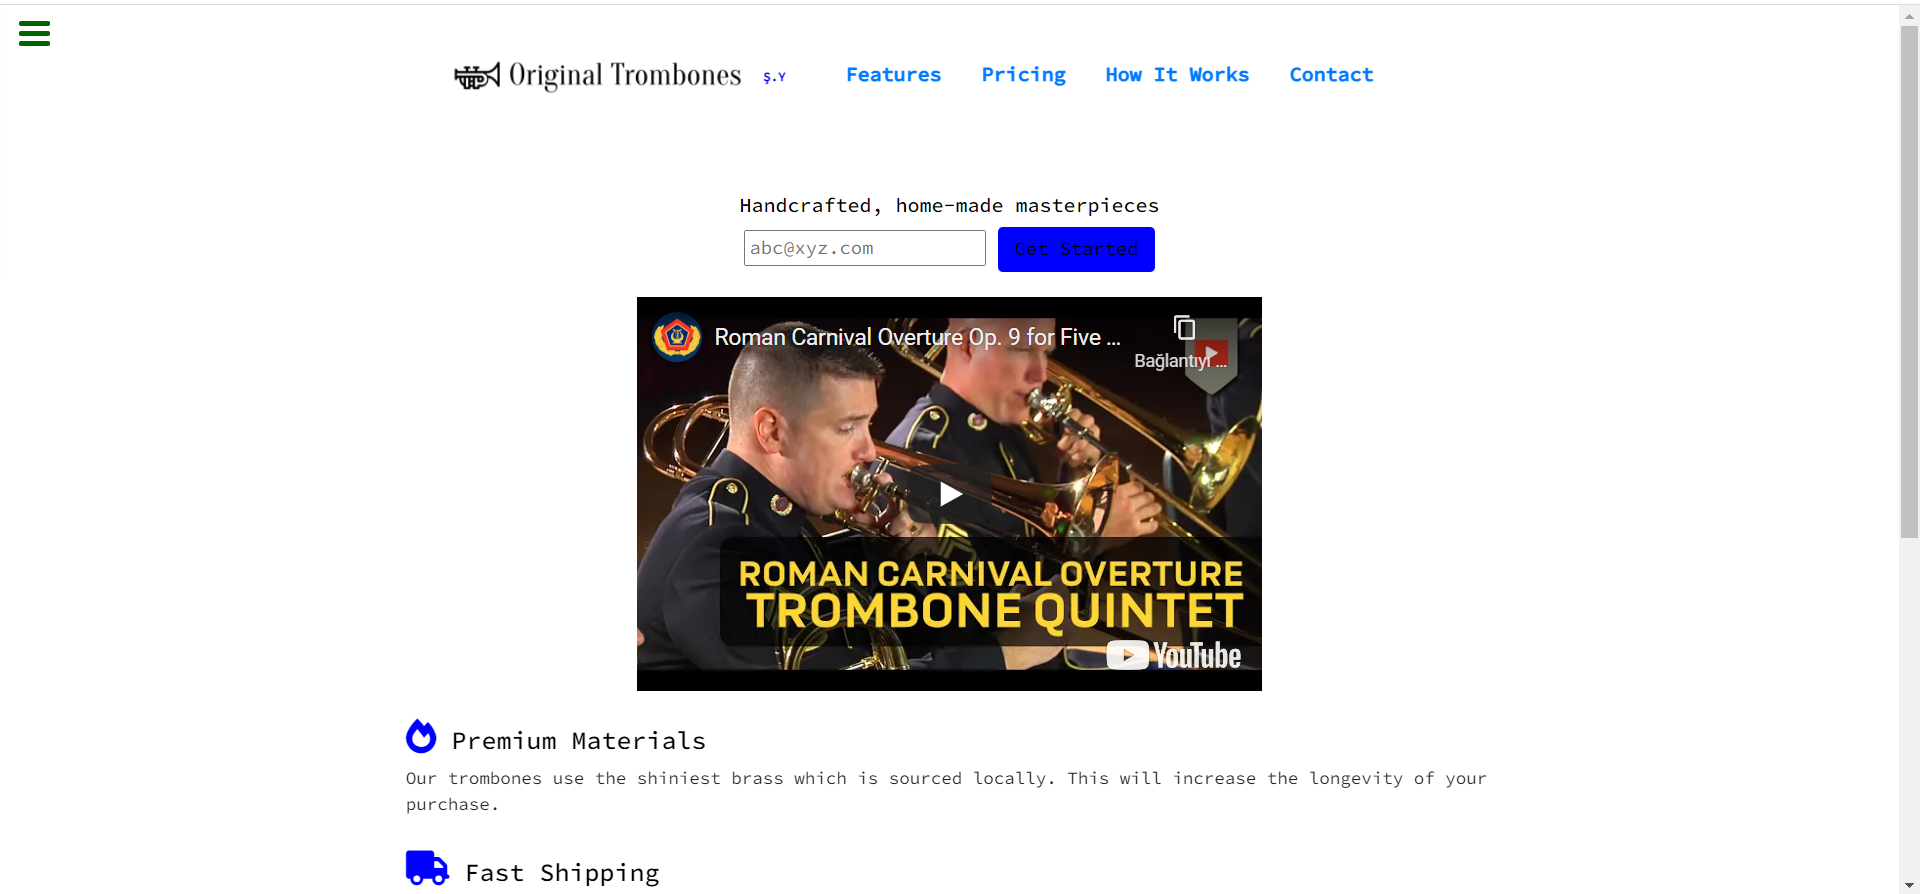 Original Trombones Ş.Y Features Pricing How It Works Contact
Handcrafted, home-made masterpieces
abc@xyz.com Get Started
Roman Carnival Overture Op. 9 for Five ...
Bağlantıyı ...
ROMAN CARNIVAL OVERTURE
TROMBONE QUINTET
YouTube
Premium Materials
Our trombones use the shiniest brass which is sourced locally. This will increase the longevity of your
purchase.
Fast Shipping